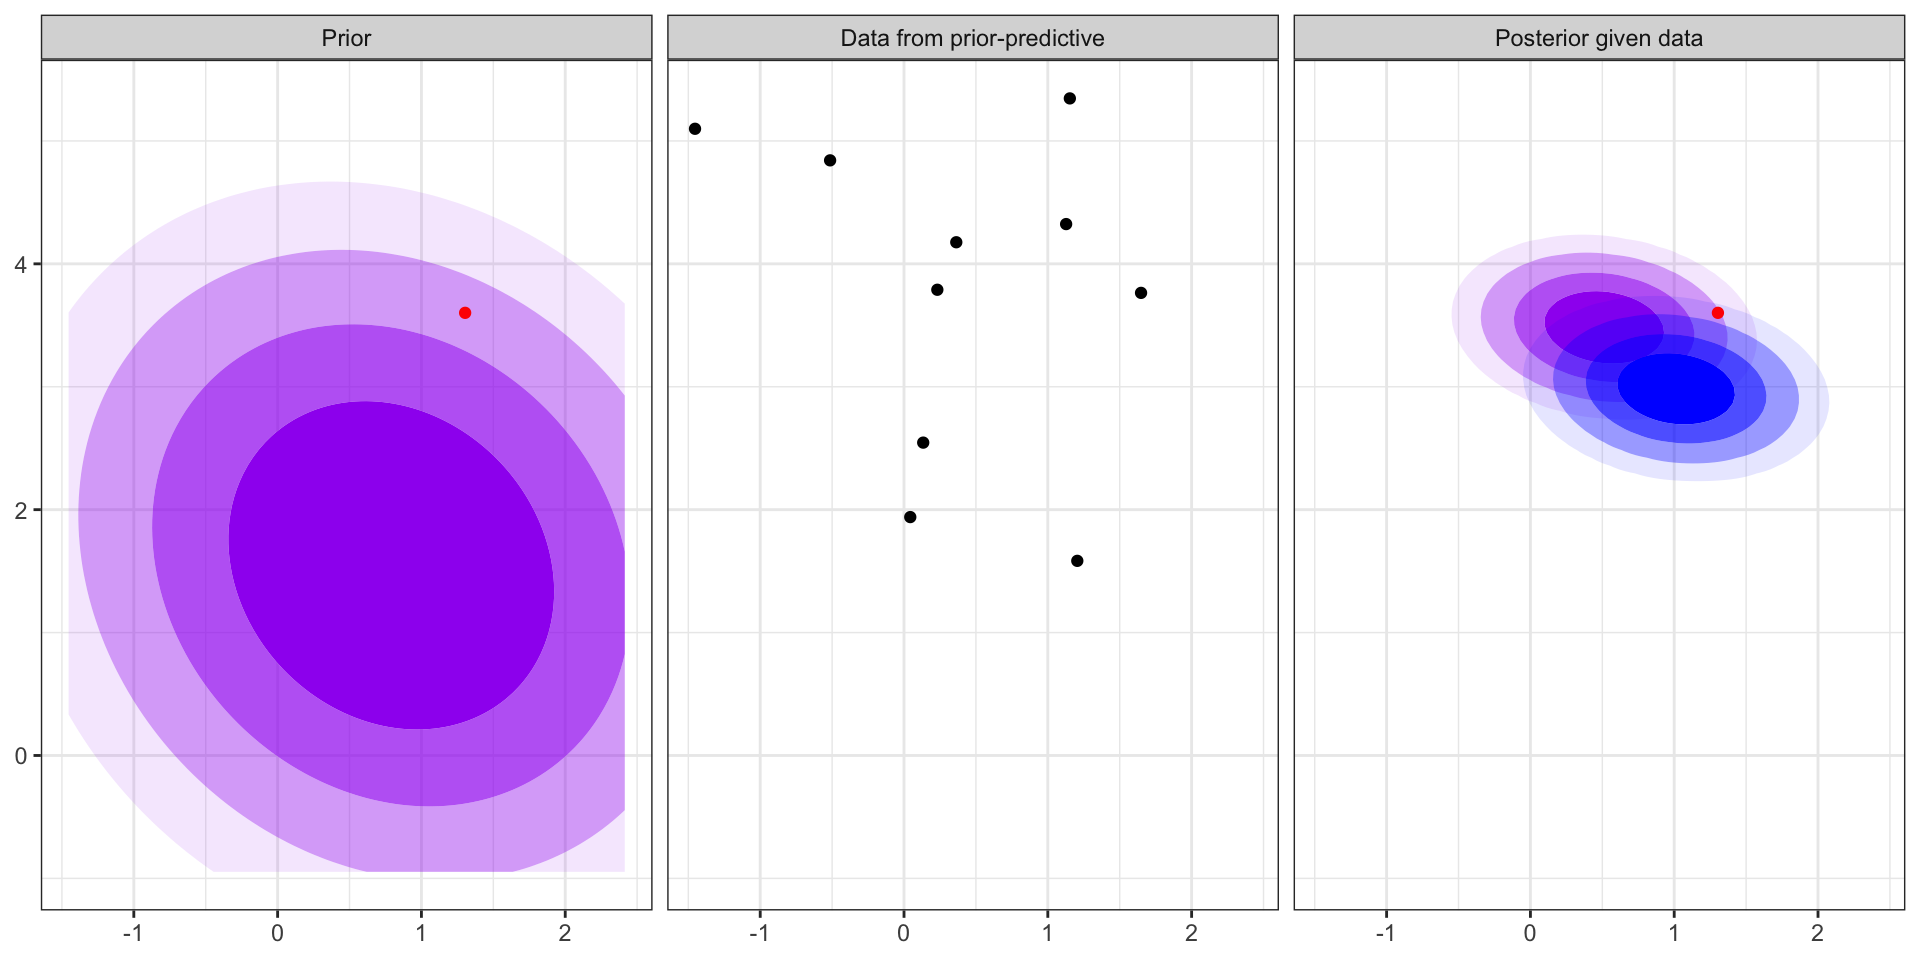 Prior
Data from prior-predictive
Posterior given data
4
2
0
-1 0 1 2
-1 0 1 2
-1 0 1 2